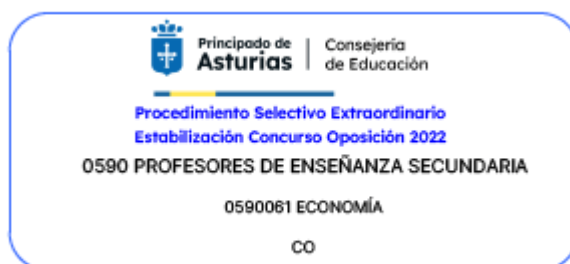 Principado de
Asturias
Consejería
de Educación
Procedimiento Selectivo Extraordinario
Estabilización Concurso Oposición 2022
0590 PROFESORES DE ENSEÑANZA SECUNDARIA
0590061 ECONOMÍA
CO